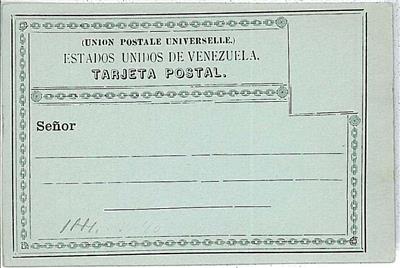 (UNION POSTALE UNIVERSELLE.)
ESTADOS UNIDOS DE VENEZUELA.
TARJETA POSTAL.
Señor